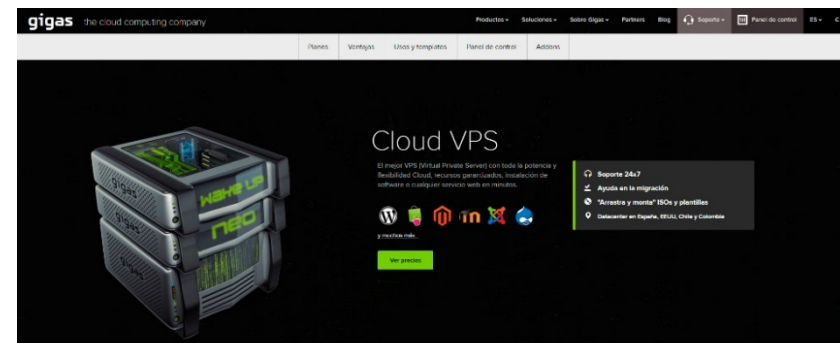 gigas the cloud computing company
Productos Soluciones Sobre Gigas Partners Blog Soporte Panel de control ES
Planes Ventajas Usos y templates Panel de control Addons
Cloud VPS
El mejor VPS (Virtual Private Server) con toda la potencia y
flexibilidad Cloud, recursos garantizados, instalación de
software o cualquier servicio web en minutos.
y muchos más...
Ver precios
Soporte 24x7
Ayuda en la migración
"Arrastra y monta" ISOs y plantillas
Datacenter en España, EEUU, Chile y Colombia
gigas
WAKE UP
gigas
NEO